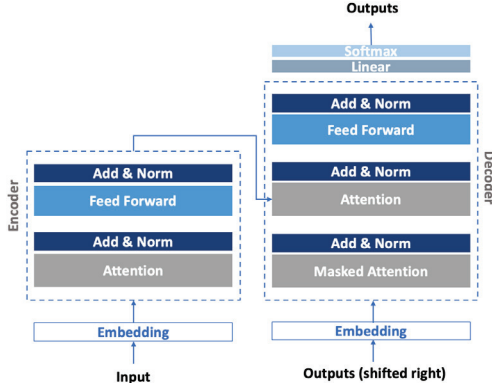 Outputs
Softmax
Linear
Add & Norm
Feed Forward
Add & Norm
Attention
Add & Norm
Masked Attention
Decoder
Embedding
Outputs (shifted right)
Encoder
Add & Norm
Feed Forward
Add & Norm
Attention
Embedding
Input